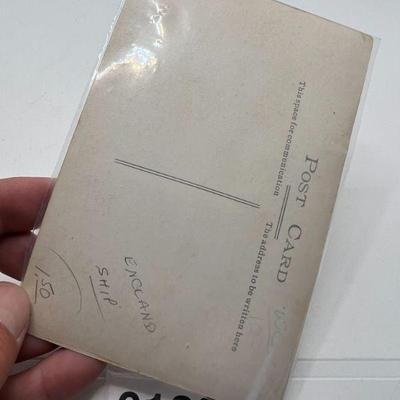 POST CARD
This space for communication
The address to be written here
ENGLAND
SHIP
1.50